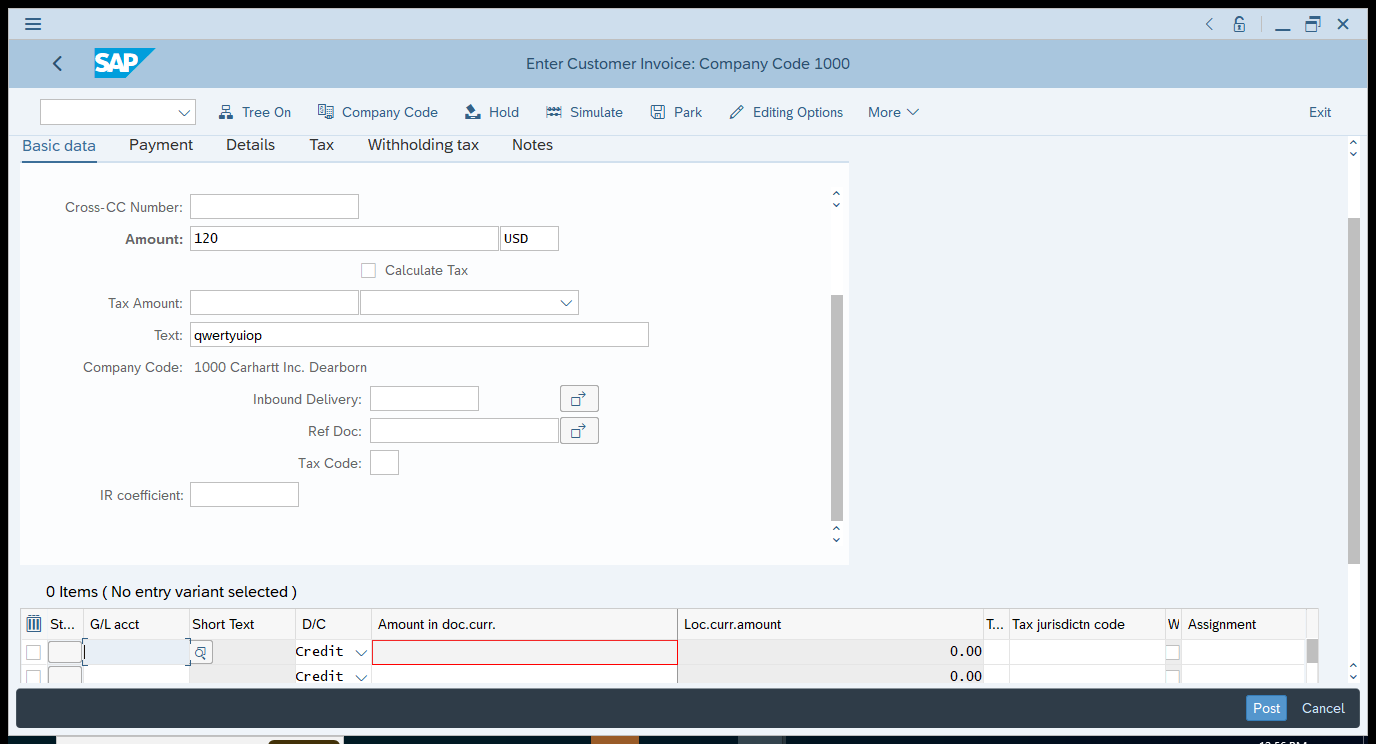 SAP
Enter Customer Invoice: Company Code 1000
Tree On Company Code Hold Simulate Park Editing Options More Exit
Basic data Payment Details Tax Withholding tax Notes
Cross-CC Number:
Amount: 120 USD
Calculate Tax
Tax Amount:
Text: qwertyuiop
Company Code: 1000 Carhartt Inc. Dearborn
Inbound Delivery:
Ref Doc:
Tax Code:
IR coefficient:
0 Items ( No entry variant selected )
St... G/L acct Short Text D/C Amount in doc.curr. Loc.curr.amount T... Tax jurisdictn code W Assignment
Credit 0.00
Credit 0.00
Post Cancel